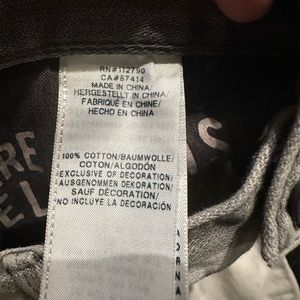 RN#112790
CA#57414
MADE IN CHINA/
HERGESTELLT IN CHINA/
FABRIQUÉ EN CHINE/
HECHO EN CHINA
100% COTTON/BAUMWOLLE/
COTON/ALGODÓN
EXCLUSIVE OF DECORATION/
AUSGENOMMEN DEKORATION/
SAUF DÉCORATION/
NO INCLUYE LA DECORACIÓN